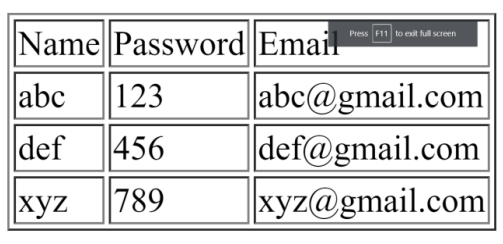 Name Password Email
Press F11 to exit full screen
abc 123 abc@gmail.com
def 456 def@gmail.com
xyz 789 xyz@gmail.com